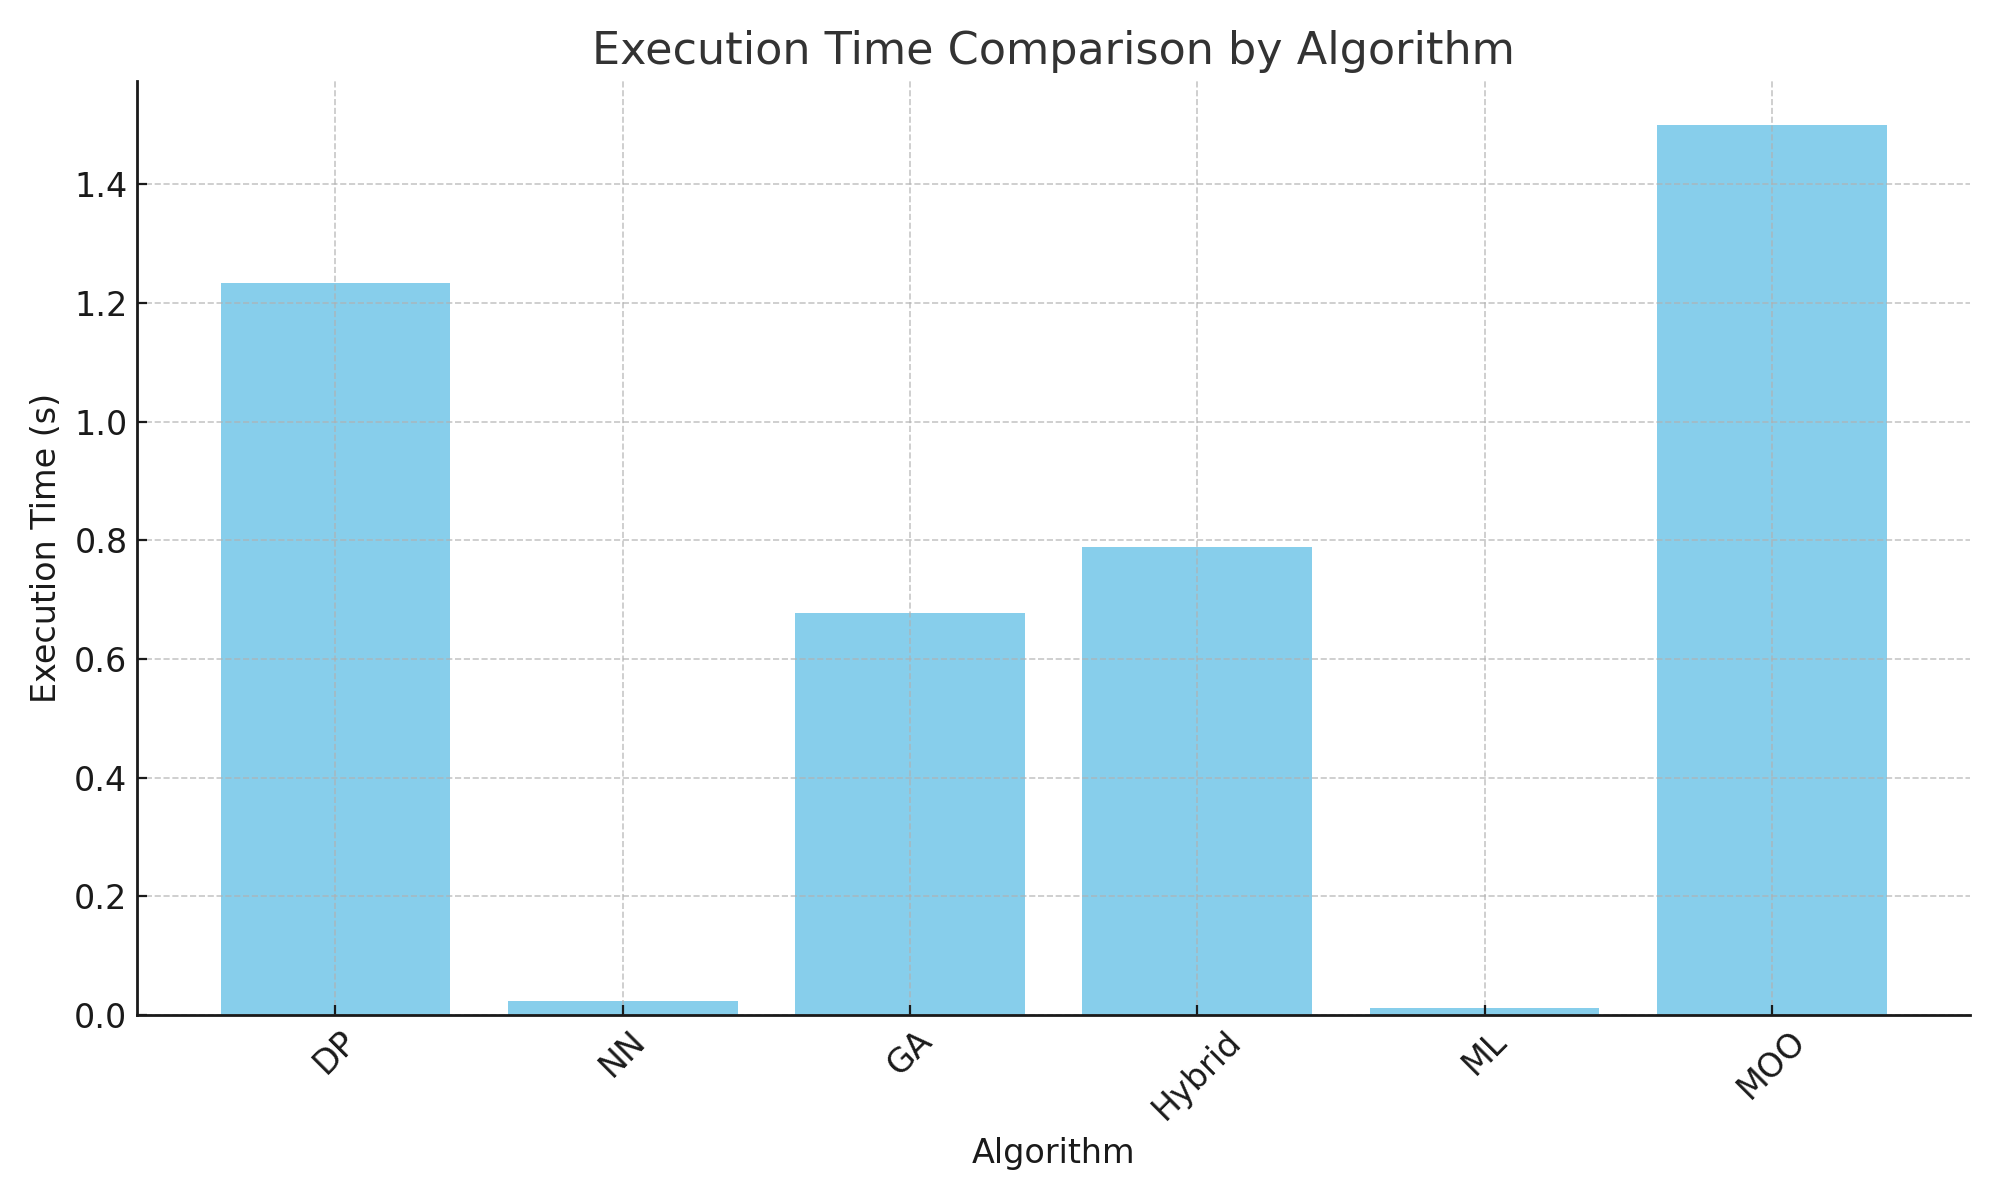 Execution Time Comparison by Algorithm
Execution Time (s)
1.4
1.2
1.0
0.8
0.6
0.4
0.2
0.0
DP
NN
GA
Hybrid
ML
MOO
Algorithm